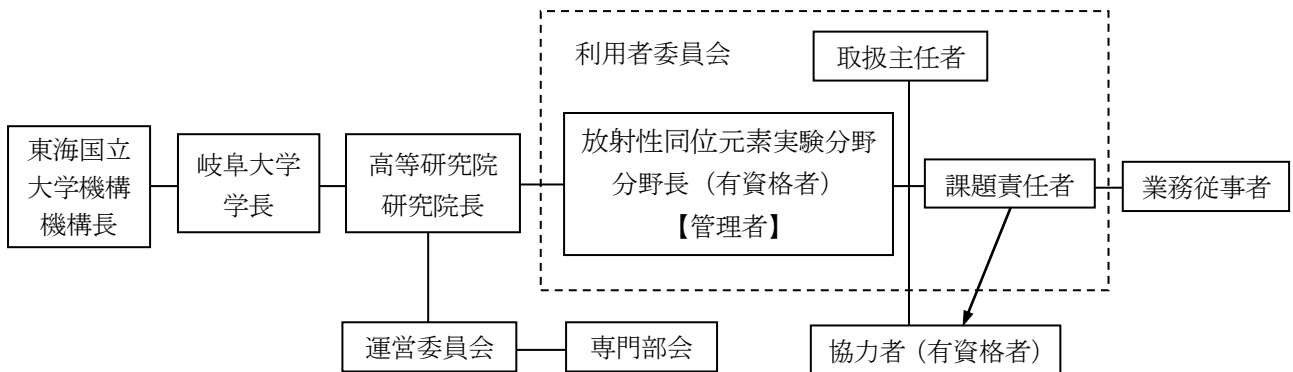 利用者委員会
取扱主任者
東海国立
大学機構
機構長
岐阜大学
学長
高等研究院
研究院長
放射性同位元素実験分野
分野長（有資格者）
【管理者】
課題責任者
業務従事者
運営委員会
専門部会
協力者（有資格者）